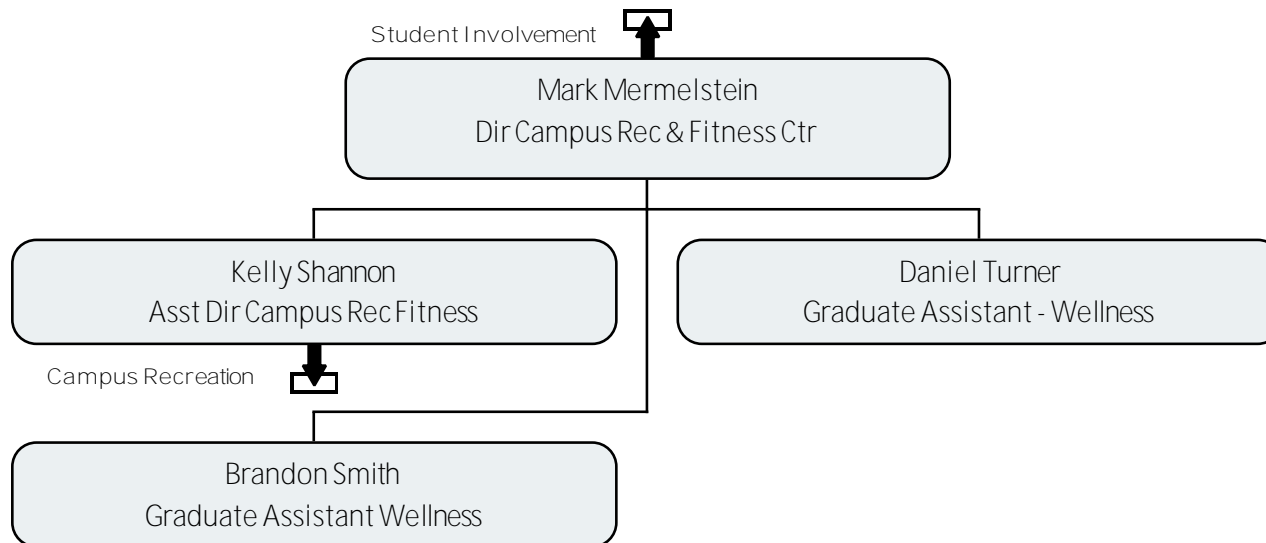 Student Involvement
Mark Mermelstein
Dir Campus Rec & Fitness Ctr
Kelly Shannon
Asst Dir Campus Rec Fitness
Daniel Turner
Graduate Assistant - Wellness
Campus Recreation
Brandon Smith
Graduate Assistant Wellness